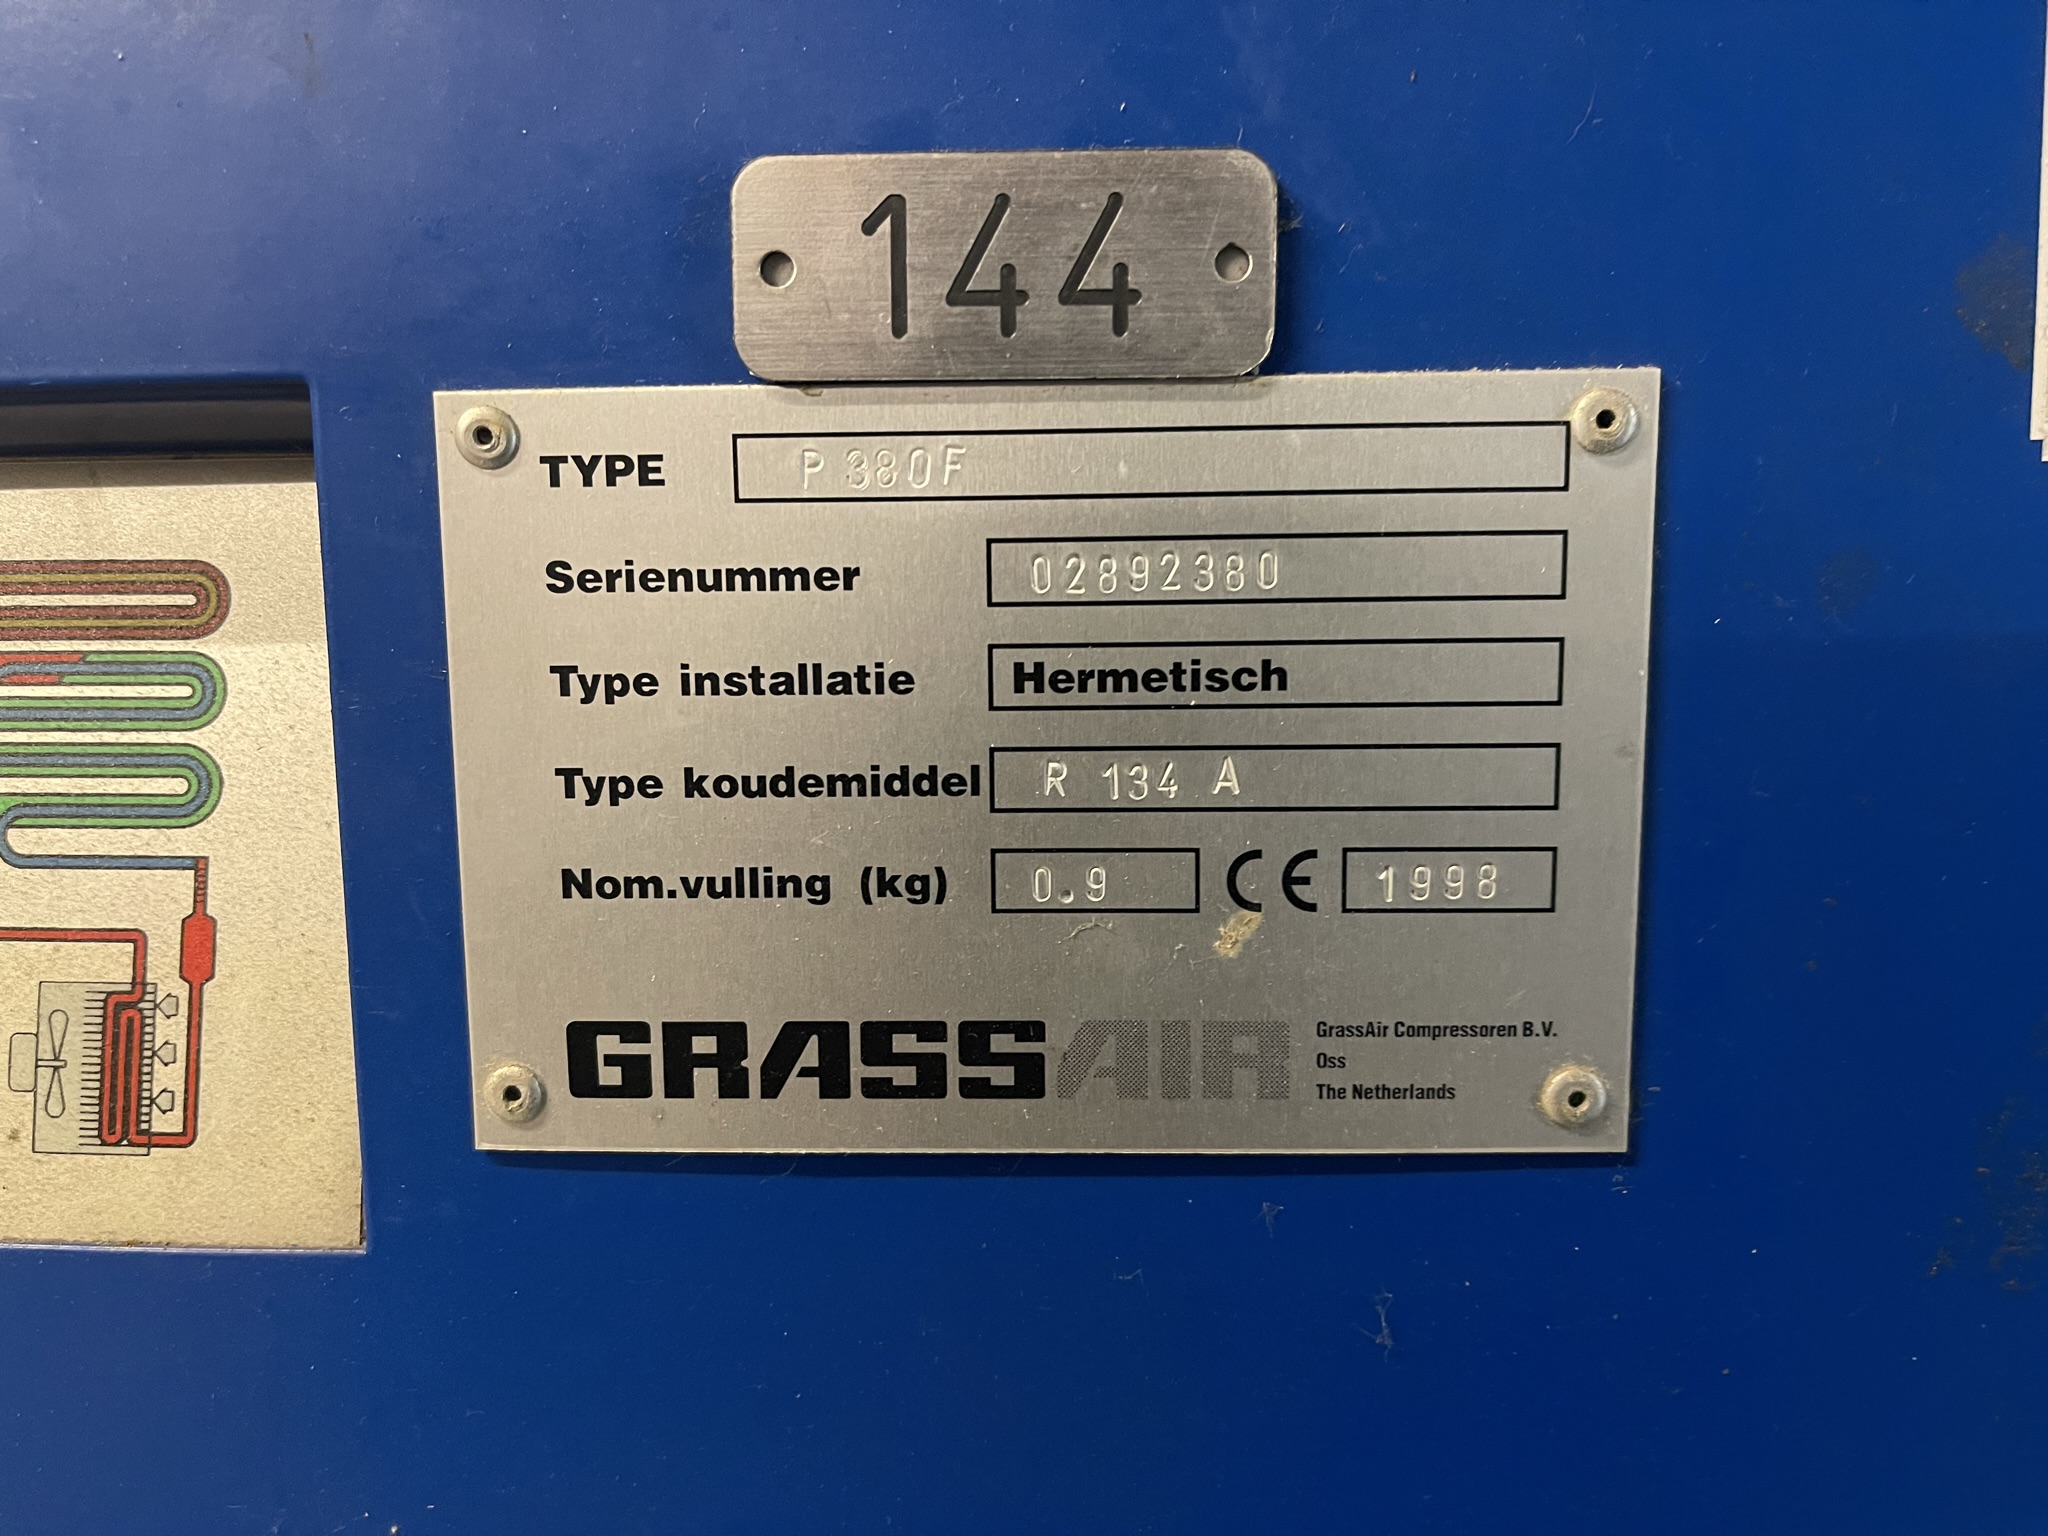 144
TYPE P 380F
Serienummer 02892380
Type installatie Hermetisch
Type koudemiddel R 134 A
Nom.vulling (kg) 0.9 CE 1998
GRASSAIR
GrassAir Compressoren B.V.
Oss
The Netherlands